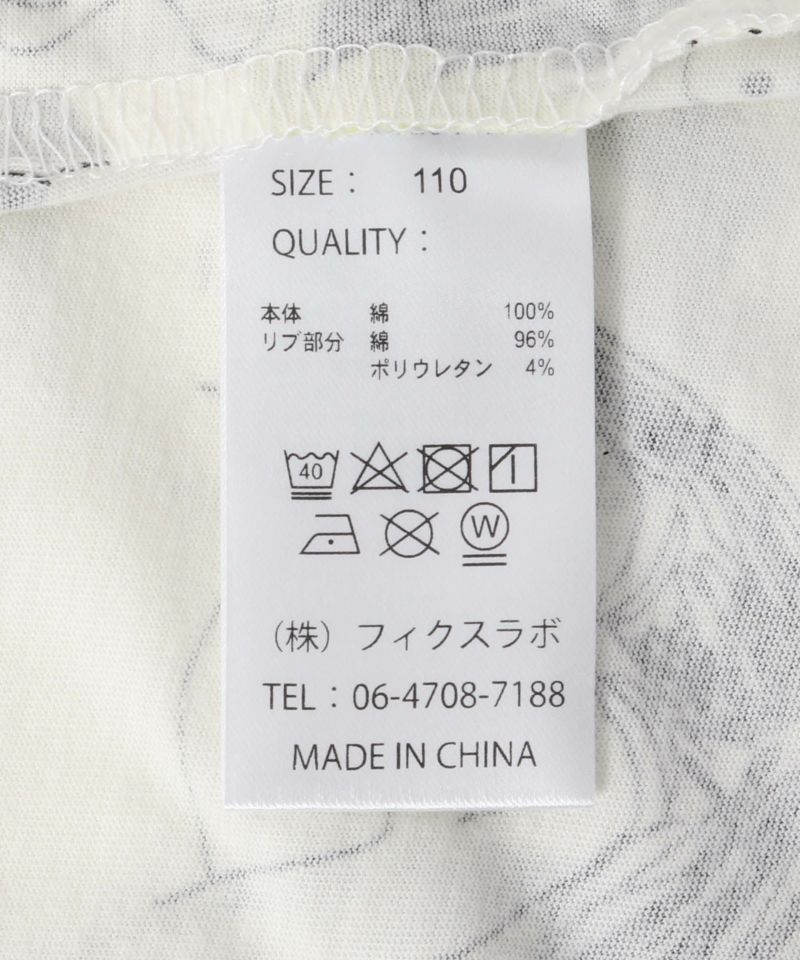 SIZE： 110
QUALITY：
本体 綿 100%
リブ部分 綿 96%
ポリウレタン 4%
40
W
（株）フィクスラボ
TEL：06-4708-7188
MADE IN CHINA